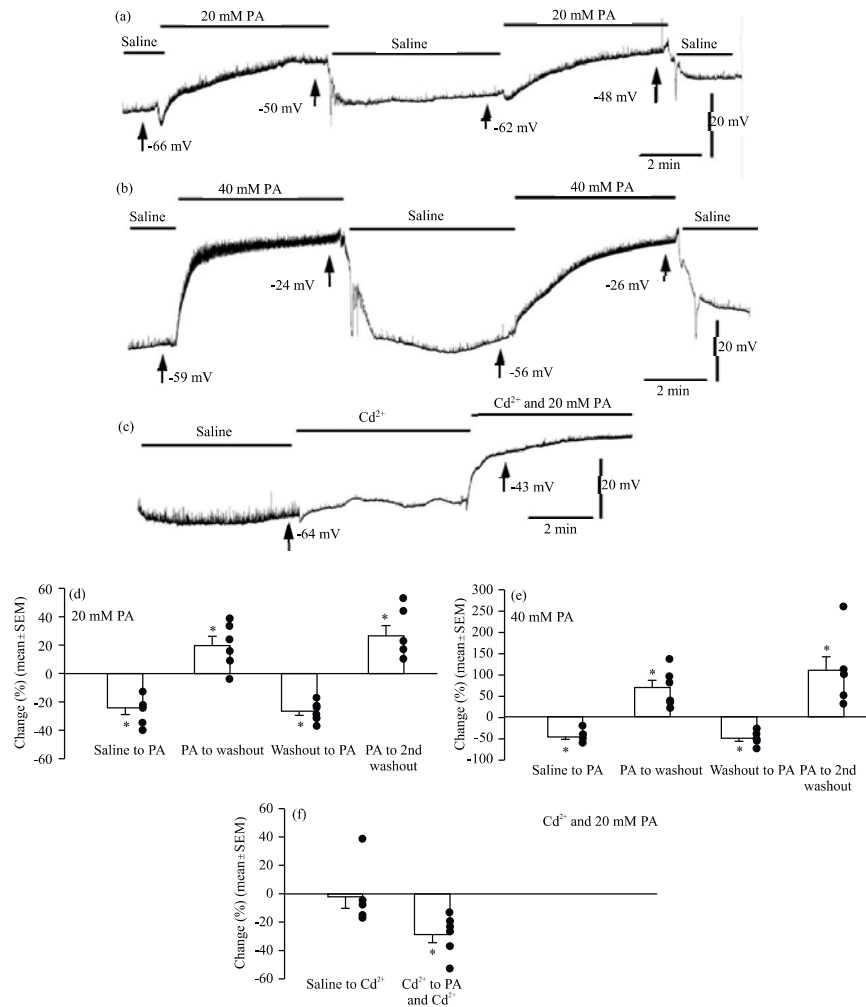 (a)
20 mM PA
20 mM PA
Saline
Saline
Saline
-66 mV
-50 mV
-62 mV
-48 mV
20 mV
2 min
(b)
40 mM PA
40 mM PA
Saline
Saline
Saline
-59 mV
-24 mV
-56 mV
-26 mV
20 mV
2 min
(c)
Saline
Cd²⁺
Cd²⁺ and 20 mM PA
-64 mV
-43 mV
20 mV
2 min
(d)
20 mM PA
Change (%) (mean±SEM)
60
40
20
0
-20
-40
-60
*
*
*
*
Saline to PA
PA to washout
Washout to PA
PA to 2nd
washout
(e)
40 mM PA
Change (%) (mean±SEM)
300
250
200
150
100
50
0
-50
-100
*
*
*
*
Saline to PA
PA to washout
Washout to PA
PA to 2nd
washout
(f)
Cd²⁺ and 20 mM PA
Change (%) (mean±SEM)
60
40
20
0
-20
-40
-60
*
Saline to Cd²⁺
Cd²⁺ to PA
and Cd²⁺